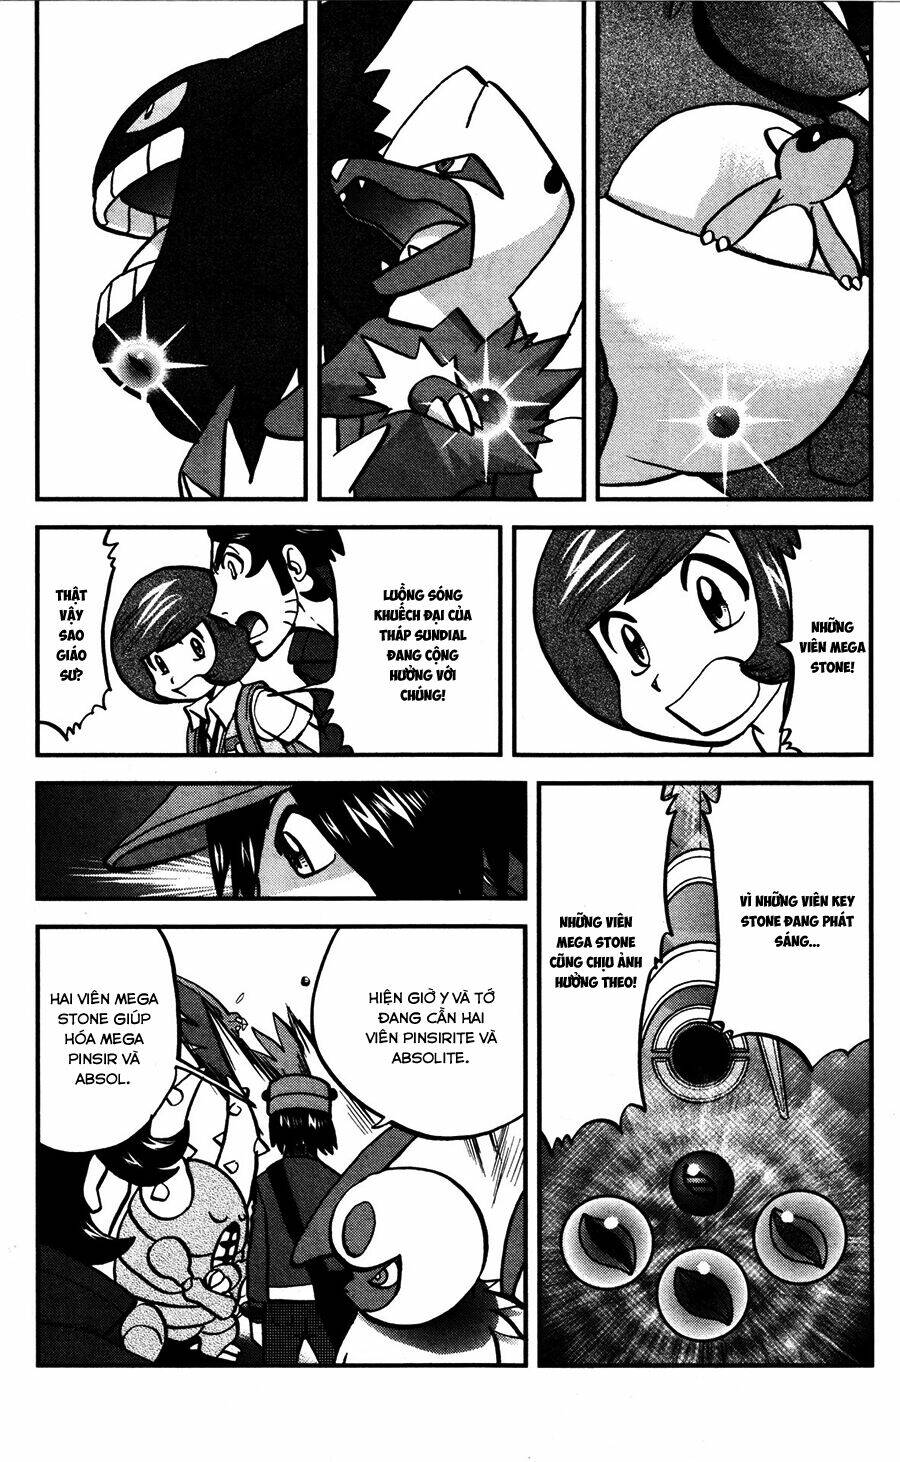 NHỮNG
VIÊN MEGA
STONE!
LUỒNG SÓNG
KHUẾCH ĐẠI CỦA
THÁP SUNDIAL
ĐANG CỘNG
HƯỞNG VỚI
CHÚNG!
THẬT
VẬY SAO
GIÁO
SƯ?
VÌ NHỮNG VIÊN KEY
STONE ĐANG PHÁT
SÁNG...
NHỮNG VIÊN
MEGA STONE
CŨNG CHỊU ẢNH
HƯỞNG THEO!
HIỆN GIỜ Y VÀ TỚ
ĐANG CẦN HAI
VIÊN PINSIRITE VÀ
ABSOLITE.
HAI VIÊN MEGA
STONE GIÚP
HÓA MEGA
PINSIR VÀ
ABSOL.